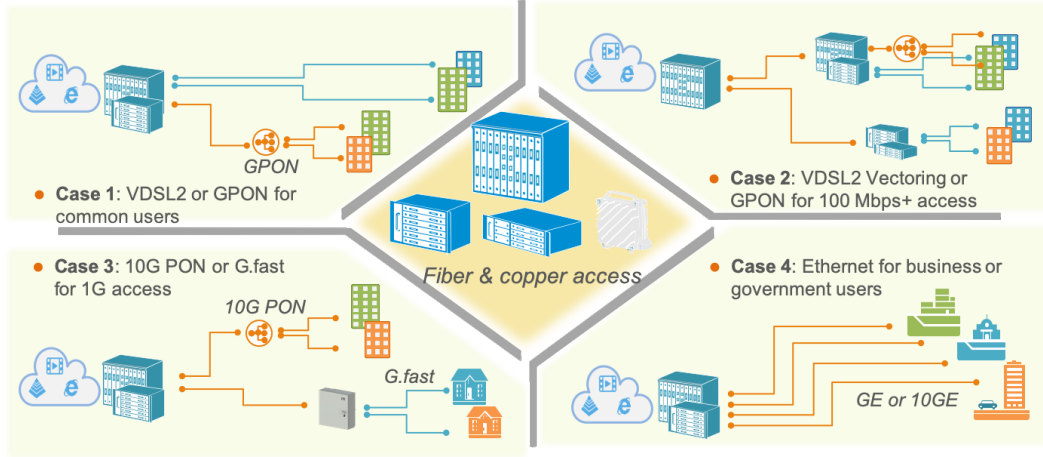 GPON
Case 1: VDSL2 or GPON for
common users
Case 2: VDSL2 Vectoring or
GPON for 100 Mbps+ access
Fiber & copper access
Case 3: 10G PON or G.fast
for 1G access
10G PON
G.fast
Case 4: Ethernet for business or
government users
GE or 10GE